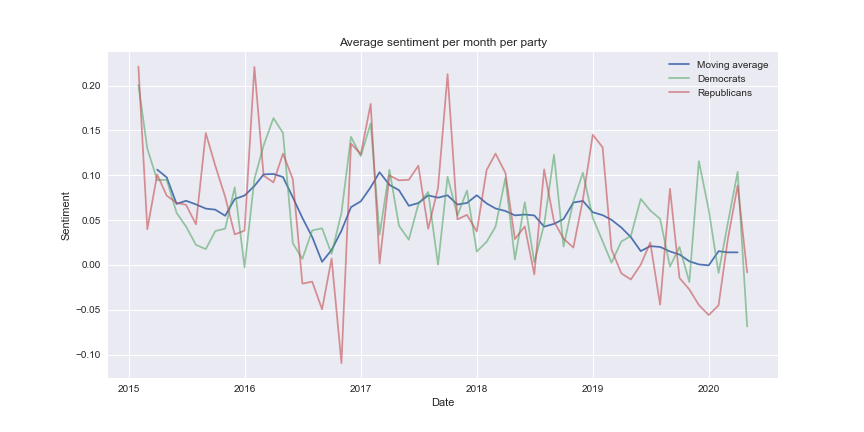 Average sentiment per month per party
Moving average
Democrats
Republicans
Sentiment
0.20
0.15
0.10
0.05
0.00
−0.05
−0.10
2015
2016
2017
2018
2019
2020
Date